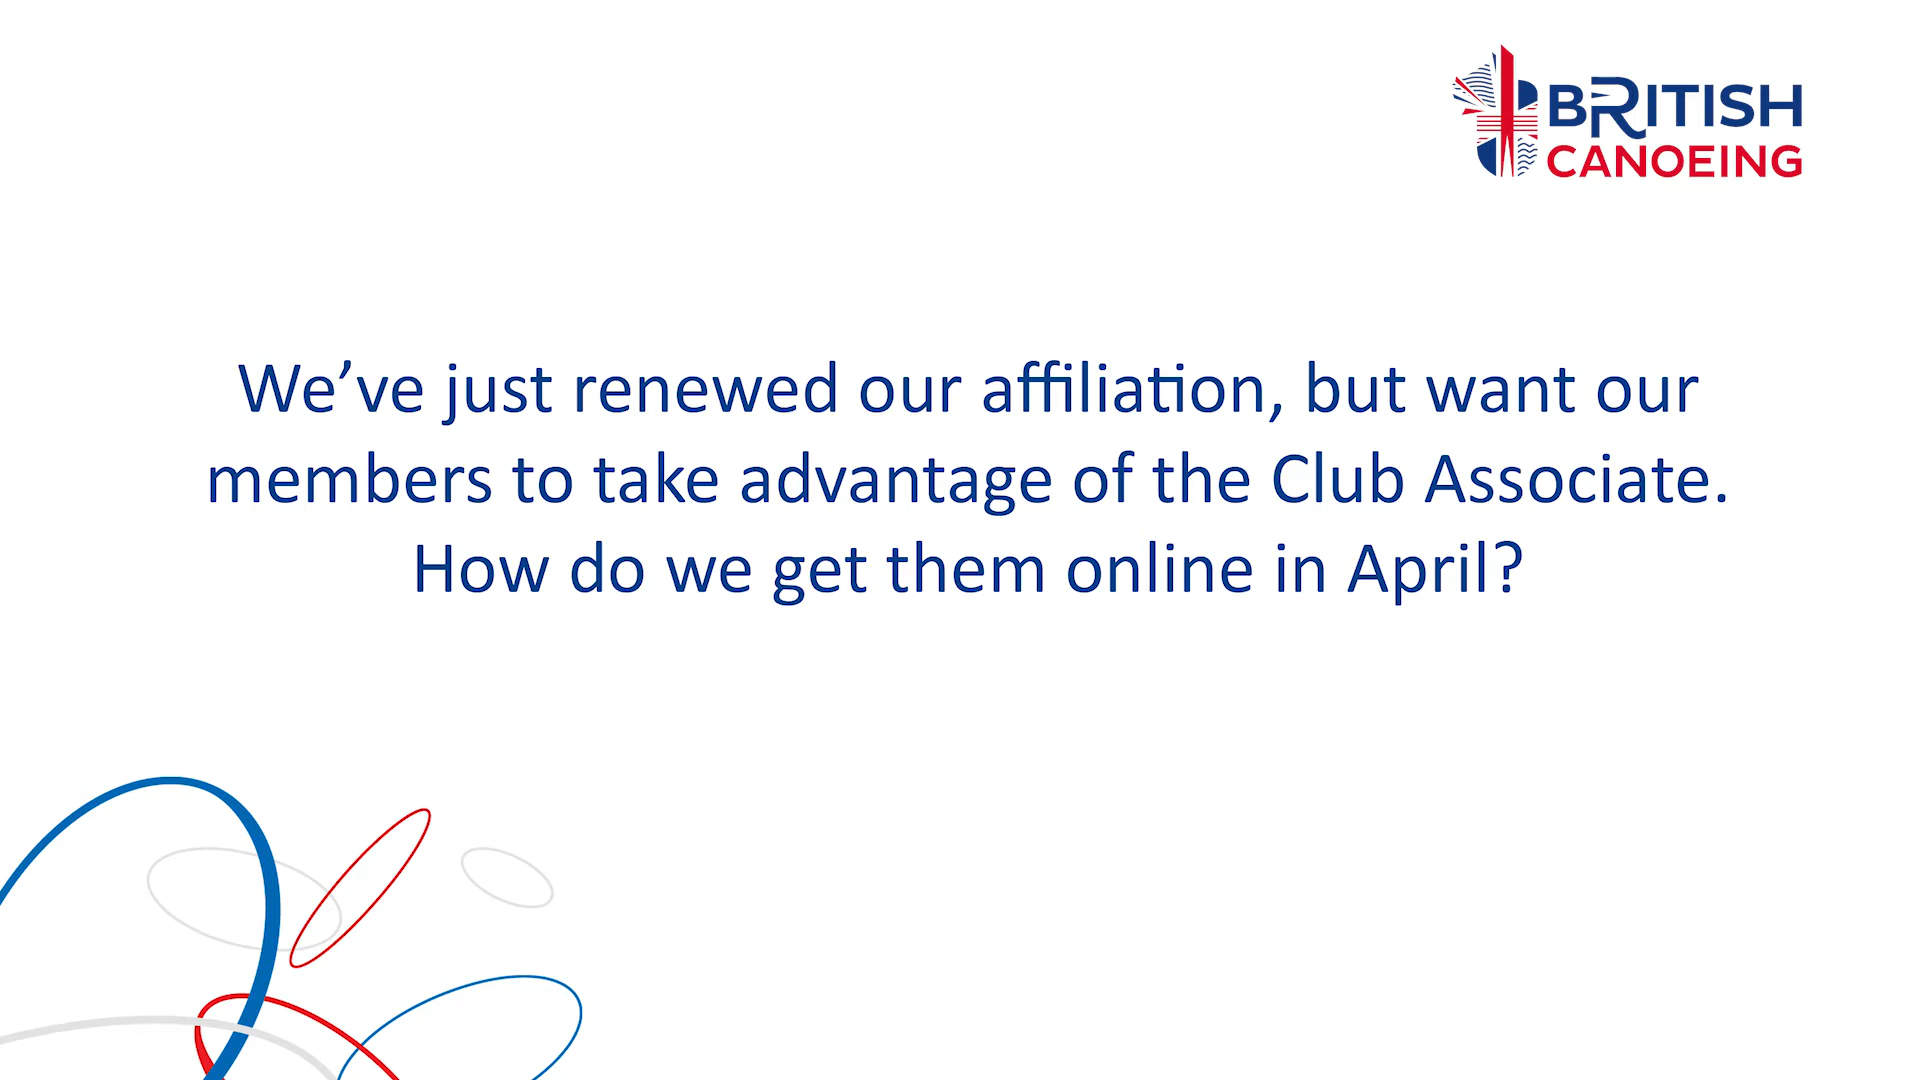 BRITISH
CANOEING
We’ve just renewed our affiliation, but want our
members to take advantage of the Club Associate.
How do we get them online in April?